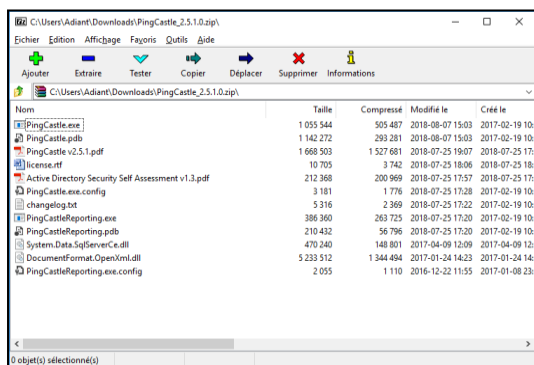 C:\Users\Adiant\Downloads\PingCastle_2.5.1.0.zip\
Fichier Edition Affichage Favoris Outils Aide
Ajouter Extraire Tester Copier Déplacer Supprimer Informations
C:\Users\Adiant\Downloads\PingCastle_2.5.1.0.zip\
Nom Taille Compressé Modifié le Créé le
PingCastle.exe 1 055 544 505 487 2018-08-07 15:03 2017-02-19 10:
PingCastle.pdb 1 142 272 293 281 2018-08-07 15:03 2017-02-19 10:
PingCastle v2.5.1.pdf 1 668 503 1 527 681 2018-07-25 19:07 2018-07-25 17:
license.rtf 10 705 3 742 2018-07-25 18:06 2018-07-25 18:
Active Directory Security Self Assessment v1.3.pdf 212 368 200 969 2018-07-25 17:57 2018-07-25 17:
PingCastle.exe.config 3 181 1 776 2018-07-25 17:28 2017-02-19 10:
changelog.txt 5 316 2 369 2018-07-25 17:22 2017-02-19 10:
PingCastleReporting.exe 386 360 263 725 2018-07-25 17:20 2017-02-19 10:
PingCastleReporting.pdb 210 432 56 796 2018-07-25 17:20 2017-02-19 10:
System.Data.SqlServerCe.dll 470 240 148 801 2017-04-09 12:09 2017-04-09 12:
DocumentFormat.OpenXml.dll 5 233 512 1 344 494 2017-01-24 14:23 2017-01-24 14:
PingCastleReporting.exe.config 2 055 1 110 2016-12-22 11:55 2017-01-08 23:
0 objet(s) sélectionné(s)